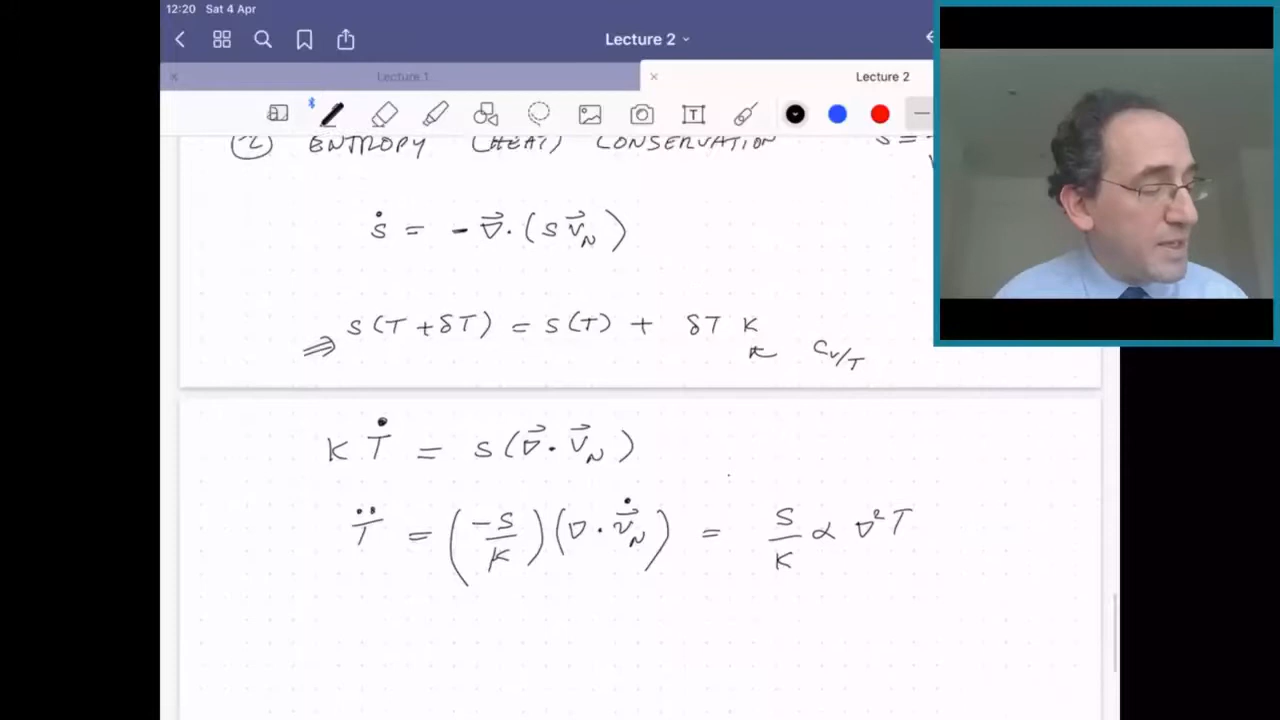 12:20 Sat 4 Apr
Lecture 2
Lecture 1
Lecture 2
② ENTROPY (HEAT) CONSERVATION S =
ṡ = - ∇⃗ · (s v⃗_N)
⇒ s(T + δT) = s(T) + δT K
C_V/T
K Ṫ = s(∇⃗ · v⃗_N)
T̈ = (-s/K)(∇ · v⃗̇_N) = s/K α ∇²T